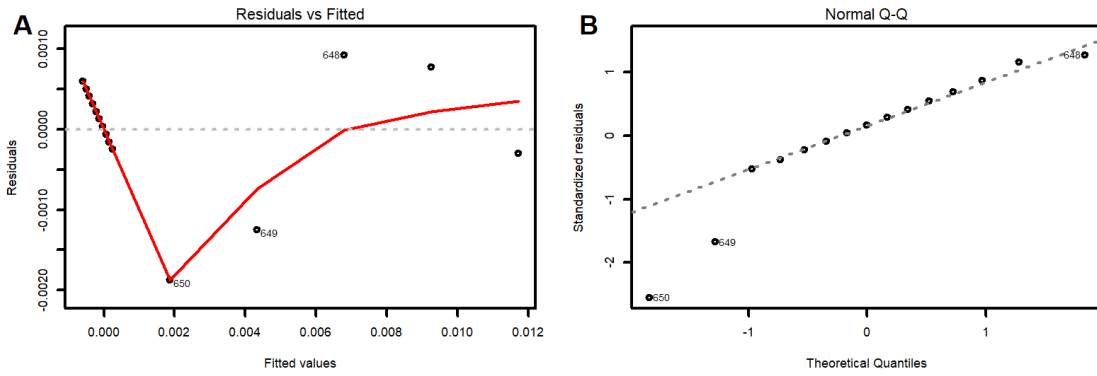 A
Residuals vs Fitted
Residuals
0.0010
0.0000
-0.0010
-0.0020
648
649
650
0.000 0.002 0.004 0.006 0.008 0.010 0.012
Fitted values
B
Normal Q-Q
Standardized residuals
1
0
-1
-2
648
649
650
-1 0 1
Theoretical Quantiles